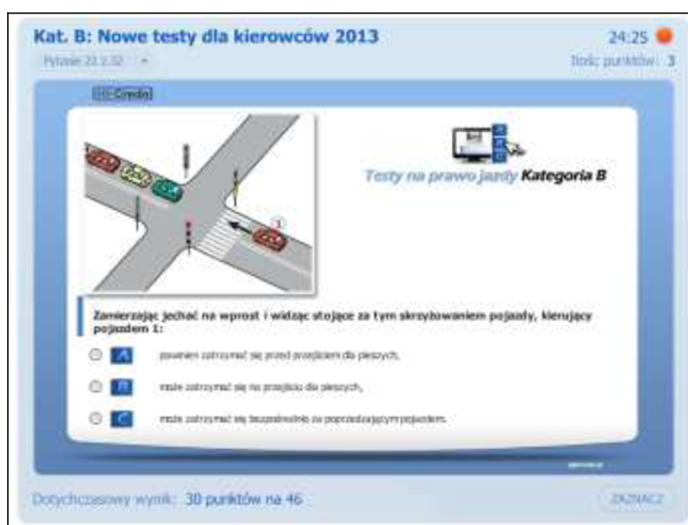 Kat. B: Nowe testy dla kierowców 2013
24:25
Pytanie
Ilość punktów: 3
Credo
Testy na prawo jazdy Kategoria B
1
Zamierzając jechać na wprost i widząc stojące za tym skrzyżowaniem pojazdy, kierujący
pojazdem 1:
A powinien zatrzymać się przed przejściem dla pieszych,
B może zatrzymać się na przejściu dla pieszych,
C może zatrzymać się bezpośrednio za poprzedzającym pojazdem.
Dotychczasowy wynik: 30 punktów na 46
ZAZNACZ